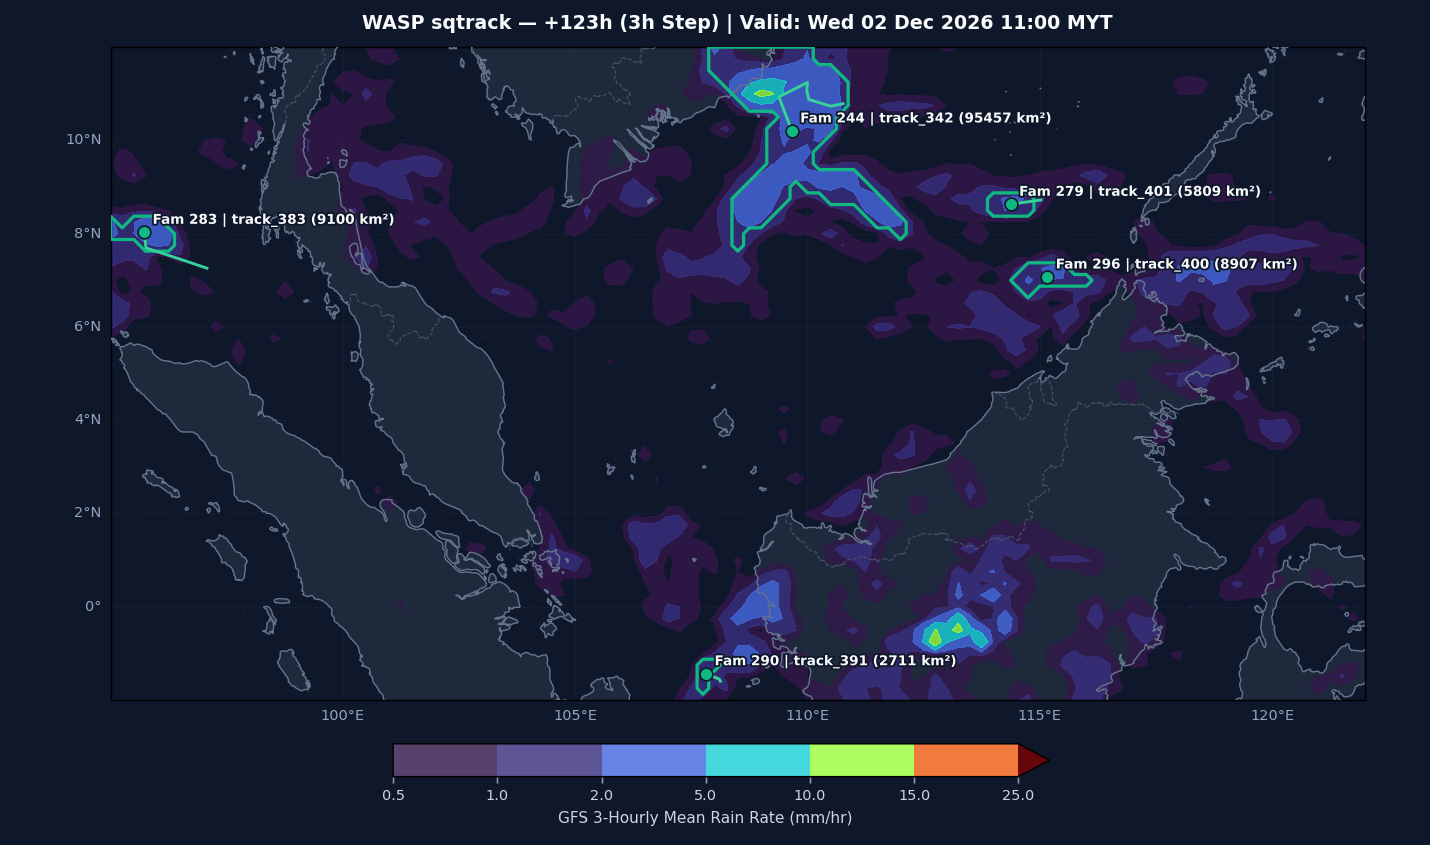 WASP sqtrack — +123h (3h Step) | Valid: Wed 02 Dec 2026 11:00 MYT
Fam 244 | track_342 (95457 km²)
10°N
Fam 279 | track_401 (5809 km²)
Fam 283 | track_383 (9100 km²)
8°N
Fam 296 | track_400 (8907 km²)
6°N
4°N
2°N
0°
Fam 290 | track_391 (2711 km²)
100°E 105°E 110°E 115°E 120°E
0.5 1.0 2.0 5.0 10.0 15.0 25.0
GFS 3-Hourly Mean Rain Rate (mm/hr)